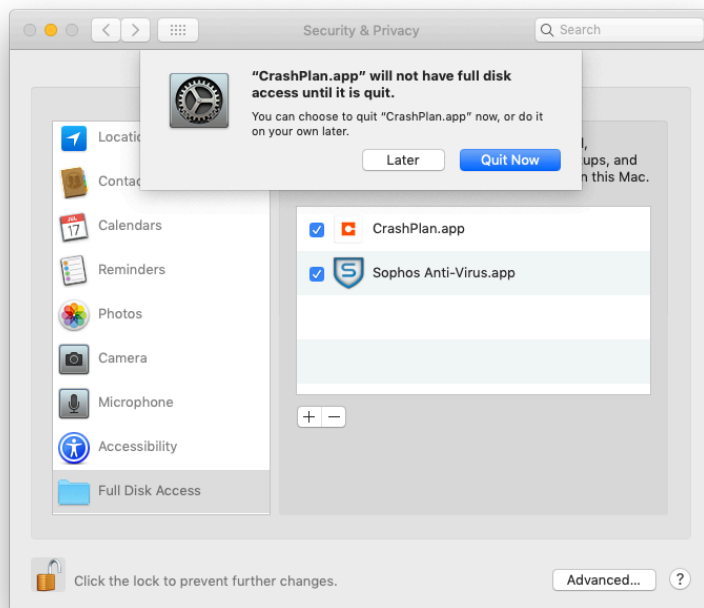 Security & Privacy
Search
“CrashPlan.app” will not have full disk
access until it is quit.
You can choose to quit “CrashPlan.app” now, or do it
on your own later.
Later
Quit Now
ups, and
this Mac.
Calendars
JUL
17
Reminders
Photos
Camera
Microphone
Accessibility
Full Disk Access
CrashPlan.app
Sophos Anti-Virus.app
Click the lock to prevent further changes.
Advanced...
?